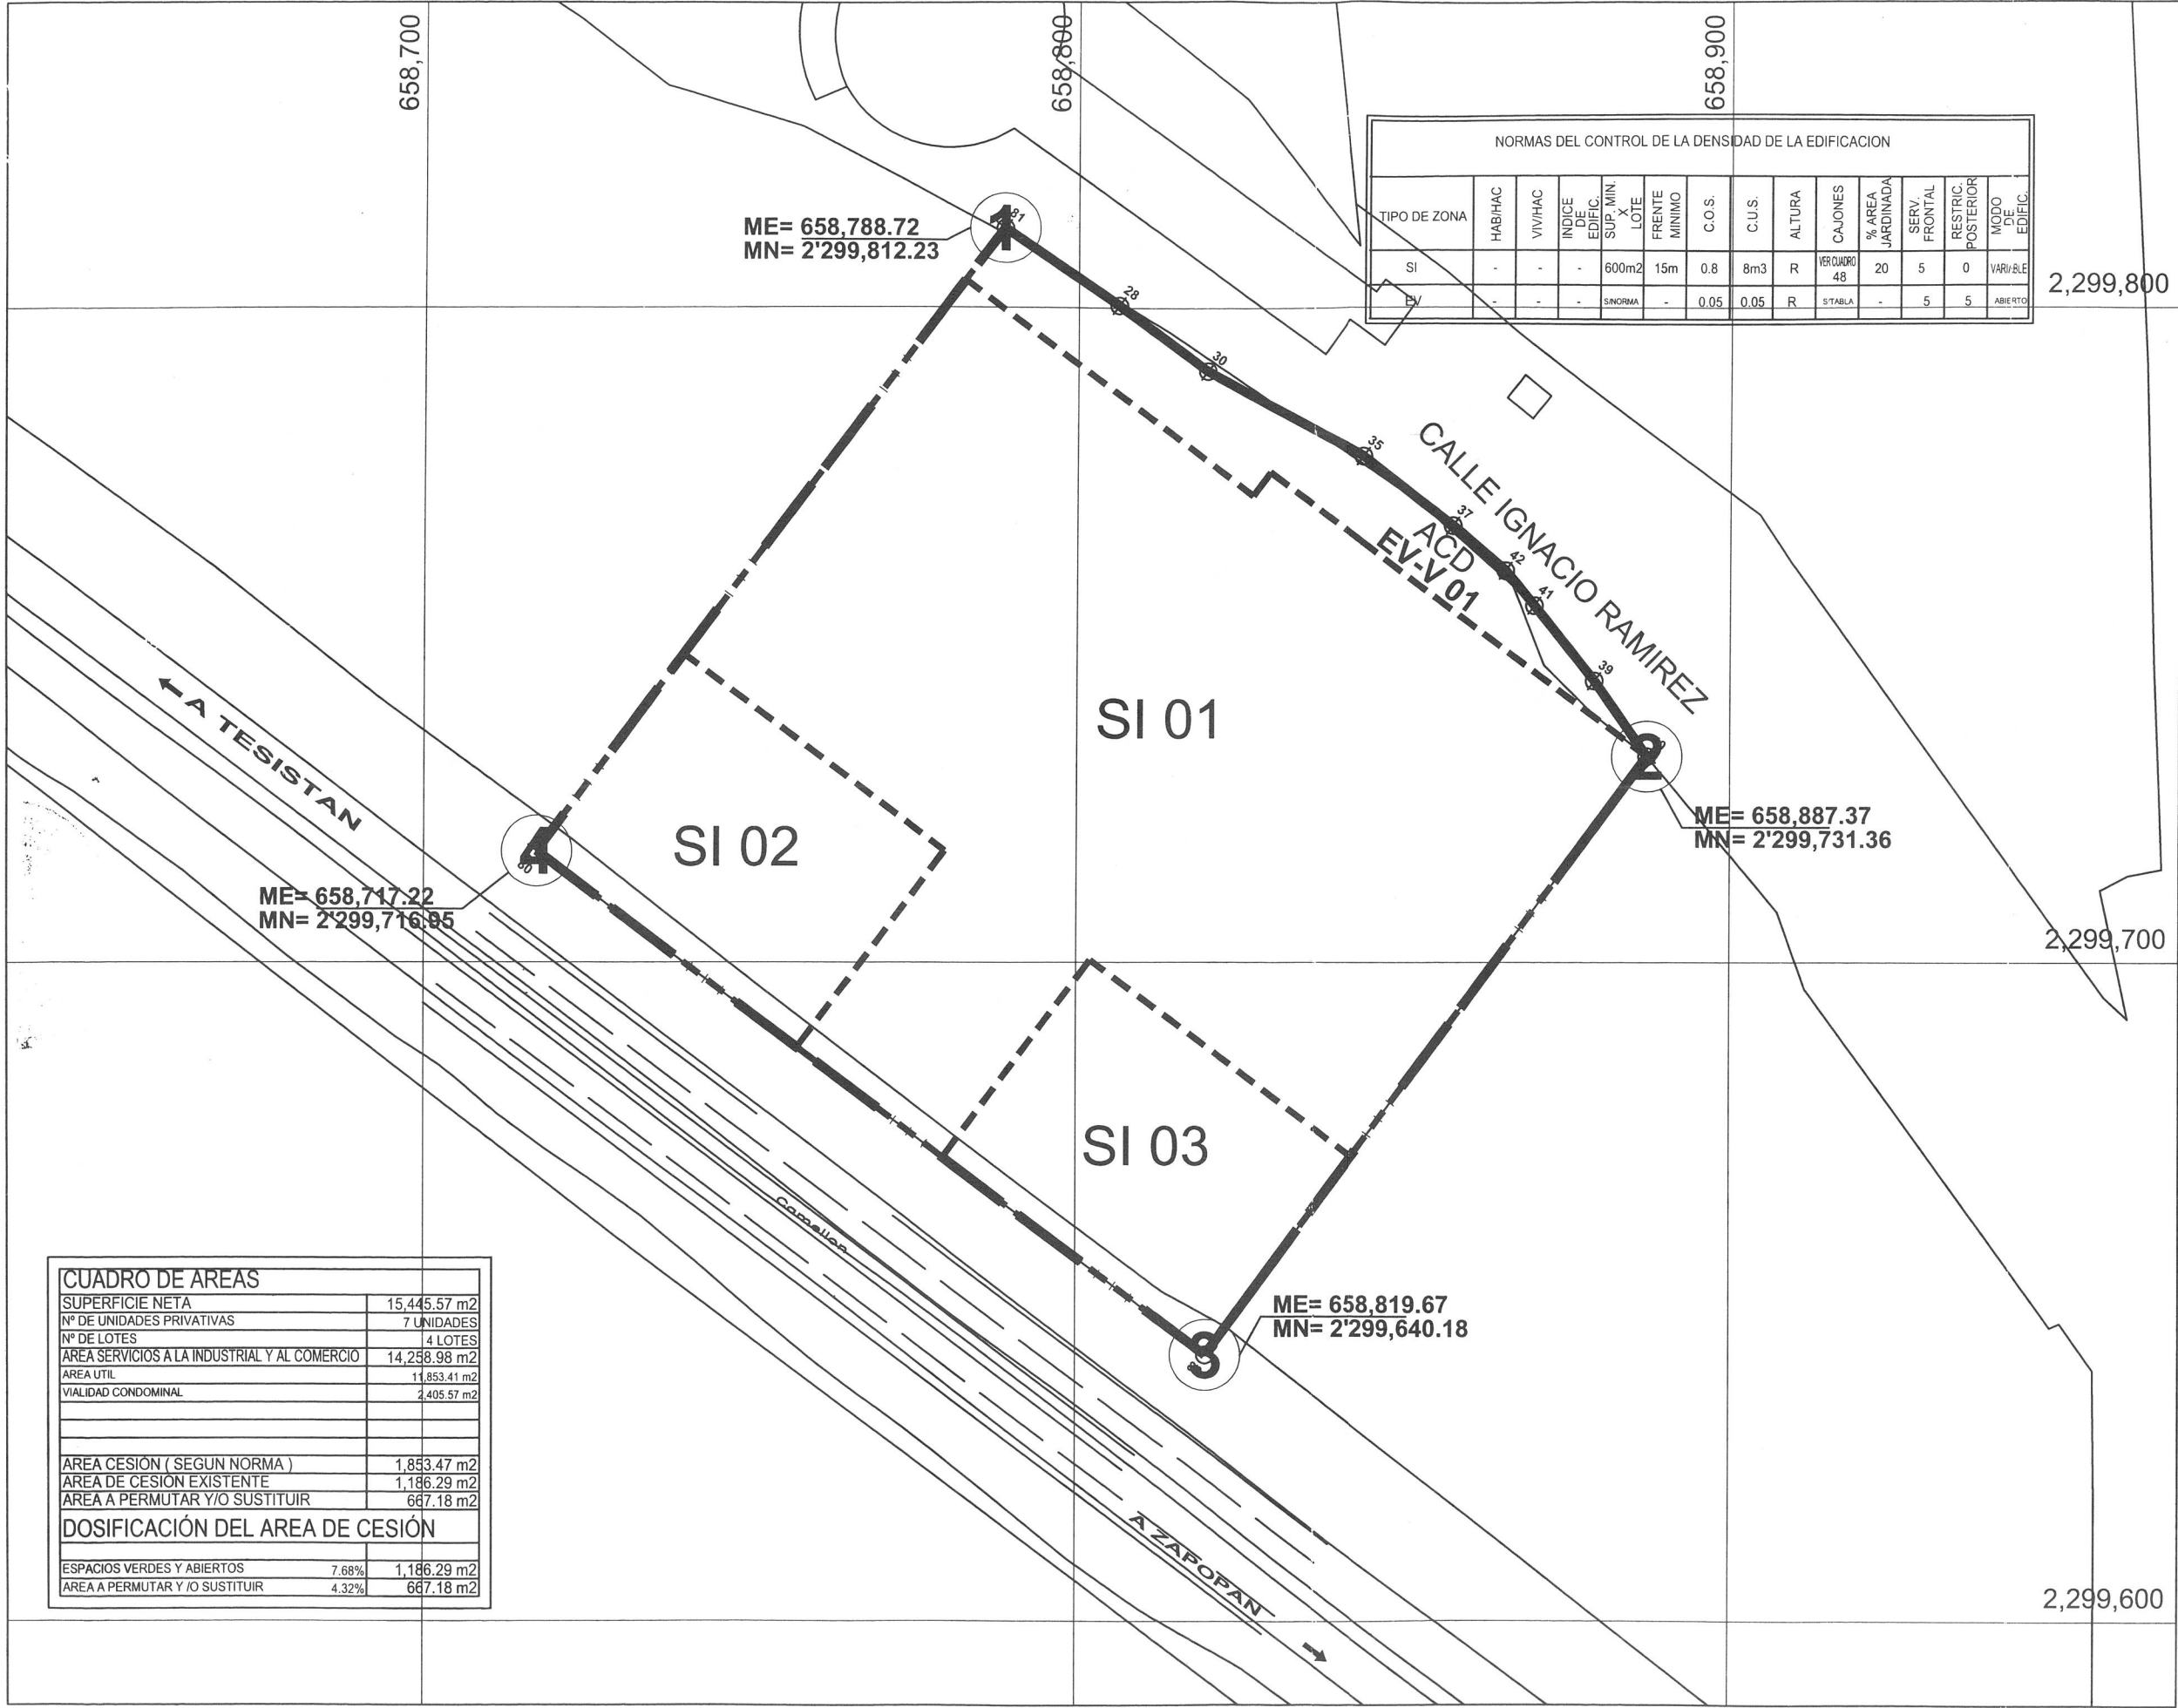 658,700
658,800
658,900
NORMAS DEL CONTROL DE LA DENSIDAD DE LA EDIFICACION
TIPO DE ZONA HAB/HAC VIV/HAC INDICE DE EDIFIC. SUP. MIN. X LOTE FRENTE MINIMO C.O.S. C.U.S. ALTURA CAJONES % AREA JARDINADA SERV. FRONTAL RESTRIC. POSTERIOR MODO DE EDIFIC.
SI - - - 600m2 15m 0.8 8m3 R VER CUADRO 48 20 5 0 VARIABLE
EV - - - S/NORMA - 0.05 0.05 R S/TABLA - 5 5 ABIERTO
2,299,800
ME= 658,788.72
MN= 2'299,812.23
1
81
28
30
35
37
42
41
39
CALLE IGNACIO RAMIREZ
ACD
EV-V 01
SI 01
2
ME= 658,887.37
MN= 2'299,731.36
A TESISTAN
SI 02
4
80
ME= 658,717.22
MN= 2'299,716.95
2,299,700
SI 03
3
ME= 658,819.67
MN= 2'299,640.18
Camellon
A ZAPOPAN
2,299,600
CUADRO DE AREAS
SUPERFICIE NETA 15,445.57 m2
Nº DE UNIDADES PRIVATIVAS 7 UNIDADES
Nº DE LOTES 4 LOTES
AREA SERVICIOS A LA INDUSTRIAL Y AL COMERCIO 14,258.98 m2
AREA UTIL 11,853.41 m2
VIALIDAD CONDOMINAL 2,405.57 m2
AREA CESIÓN ( SEGUN NORMA ) 1,853.47 m2
AREA DE CESIÓN EXISTENTE 1,186.29 m2
AREA A PERMUTAR Y/O SUSTITUIR 667.18 m2
DOSIFICACIÓN DEL AREA DE CESIÓN
ESPACIOS VERDES Y ABIERTOS 7.68% 1,186.29 m2
AREA A PERMUTAR Y /O SUSTITUIR 4.32% 667.18 m2